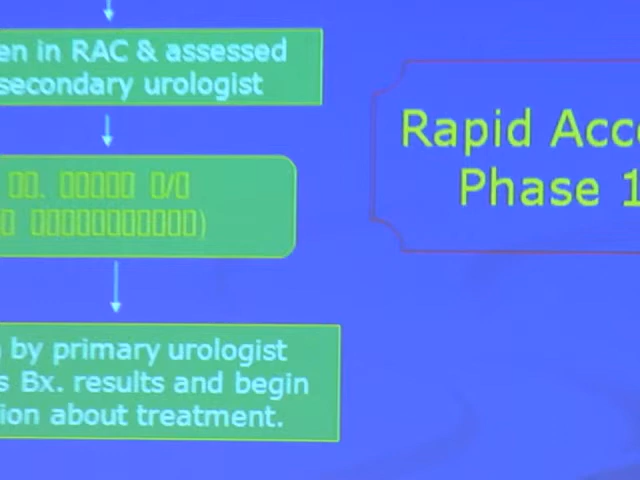 en in RAC & assessed
secondary urologist
by primary urologist
s Bx. results and begin
ion about treatment.
Rapid Acce
Phase 1